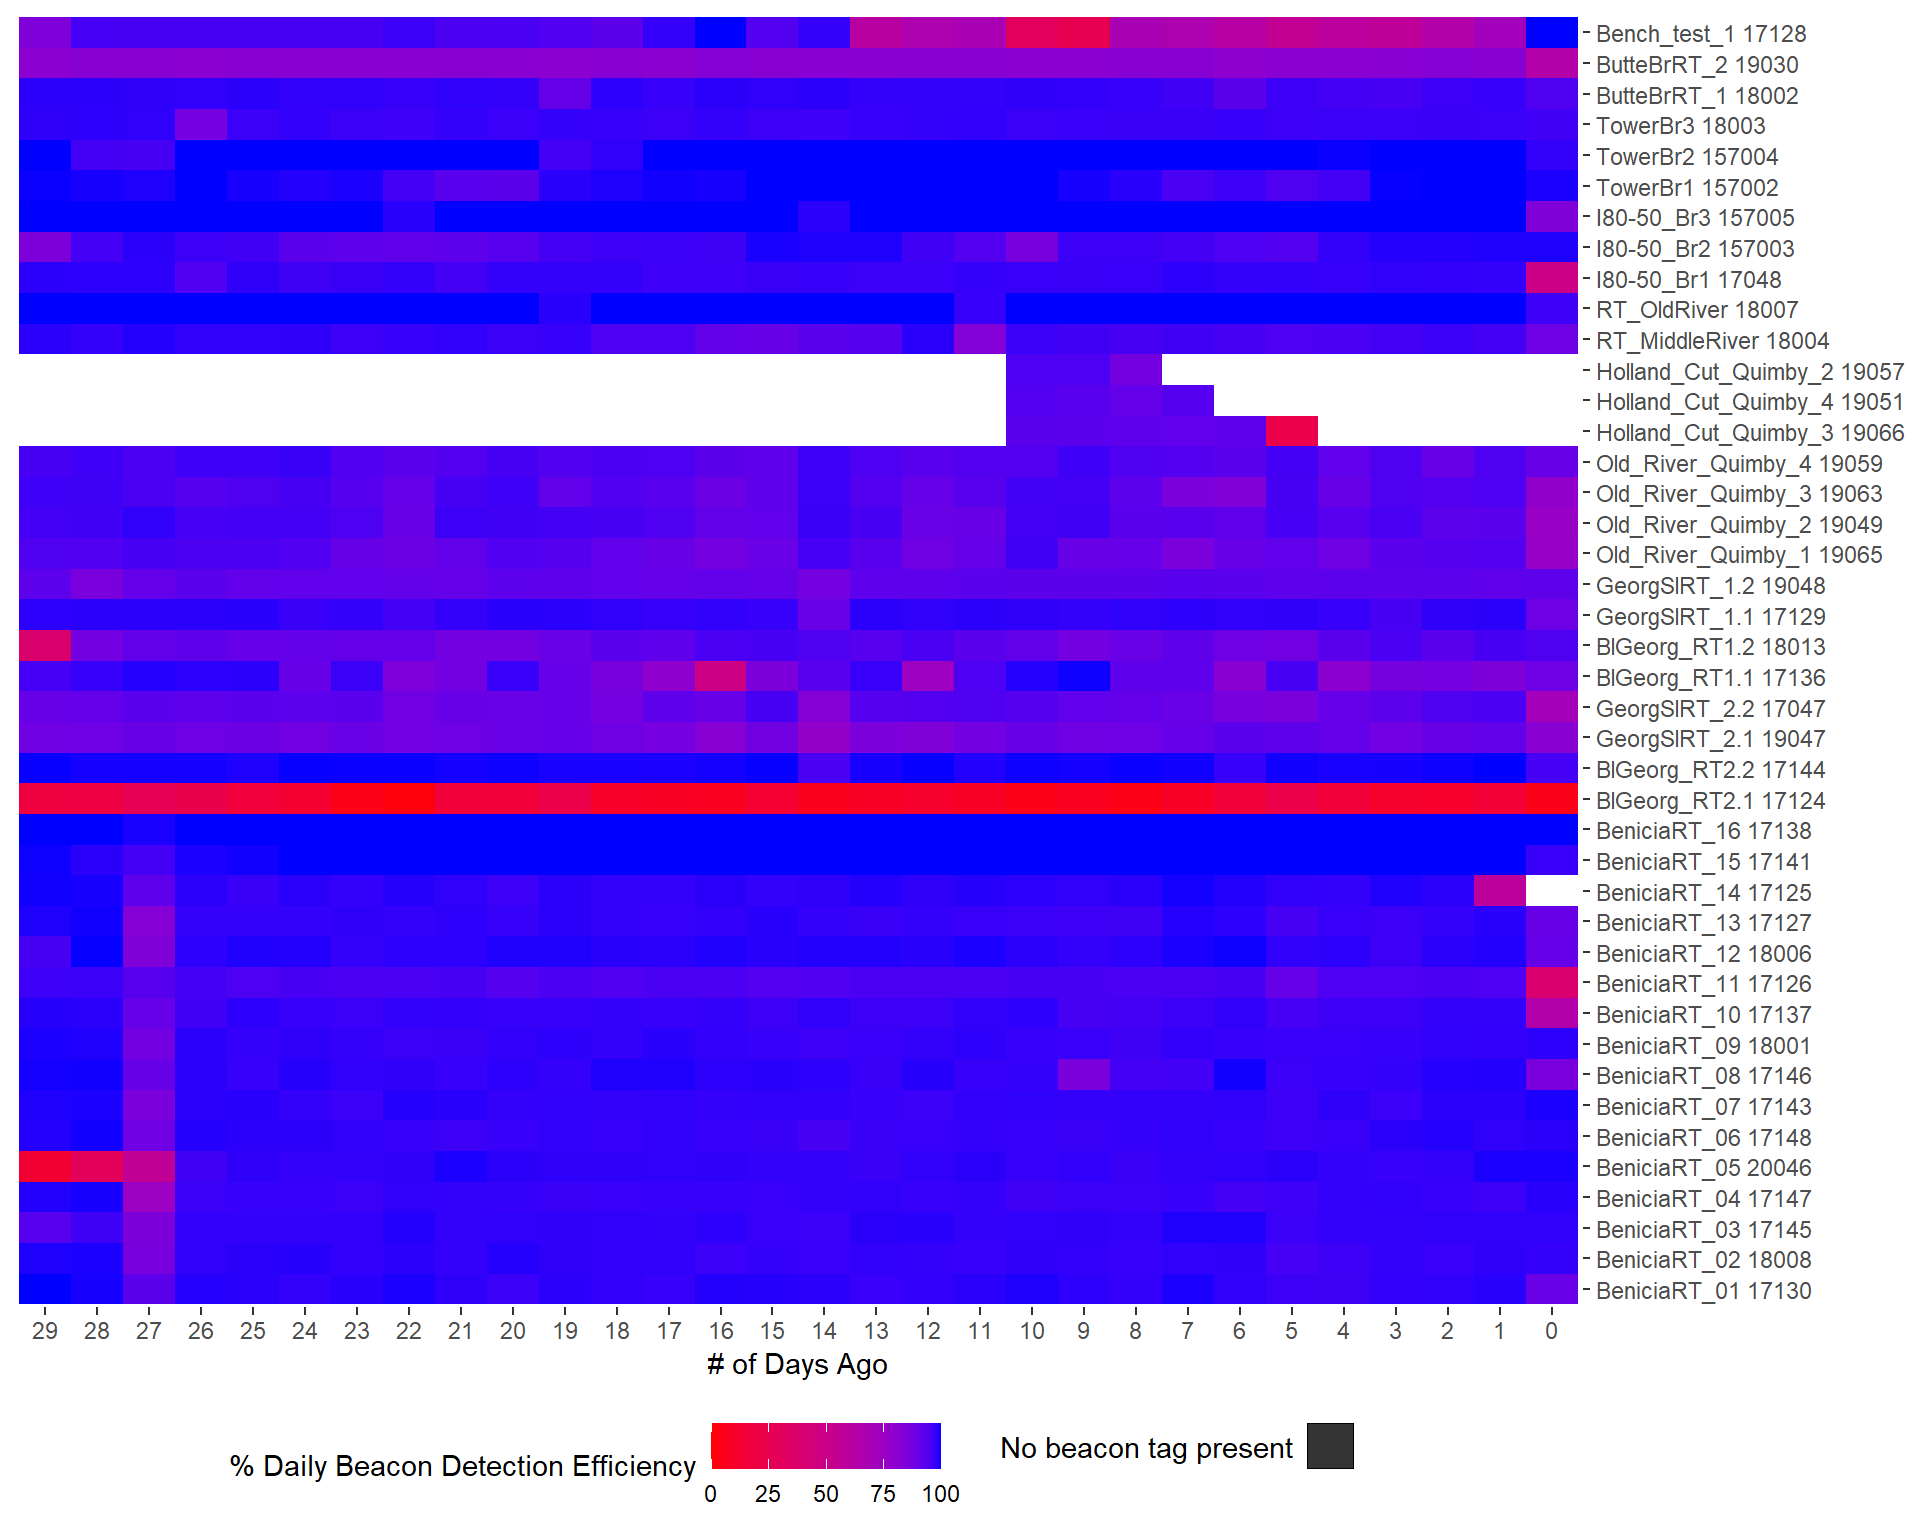 Bench_test_1 17128
ButteBrRT_2 19030
ButteBrRT_1 18002
TowerBr3 18003
TowerBr2 157004
TowerBr1 157002
I80-50_Br3 157005
I80-50_Br2 157003
I80-50_Br1 17048
RT_OldRiver 18007
RT_MiddleRiver 18004
Holland_Cut_Quimby_2 19057
Holland_Cut_Quimby_4 19051
Holland_Cut_Quimby_3 19066
Old_River_Quimby_4 19059
Old_River_Quimby_3 19063
Old_River_Quimby_2 19049
Old_River_Quimby_1 19065
GeorgSlRT_1.2 19048
GeorgSlRT_1.1 17129
BlGeorg_RT1.2 18013
BlGeorg_RT1.1 17136
GeorgSlRT_2.2 17047
GeorgSlRT_2.1 19047
BlGeorg_RT2.2 17144
BlGeorg_RT2.1 17124
BeniciaRT_16 17138
BeniciaRT_15 17141
BeniciaRT_14 17125
BeniciaRT_13 17127
BeniciaRT_12 18006
BeniciaRT_11 17126
BeniciaRT_10 17137
BeniciaRT_09 18001
BeniciaRT_08 17146
BeniciaRT_07 17143
BeniciaRT_06 17148
BeniciaRT_05 20046
BeniciaRT_04 17147
BeniciaRT_03 17145
BeniciaRT_02 18008
BeniciaRT_01 17130
29 28 27 26 25 24 23 22 21 20 19 18 17 16 15 14 13 12 11 10 9 8 7 6 5 4 3 2 1 0
# of Days Ago
% Daily Beacon Detection Efficiency
0 25 50 75 100
No beacon tag present